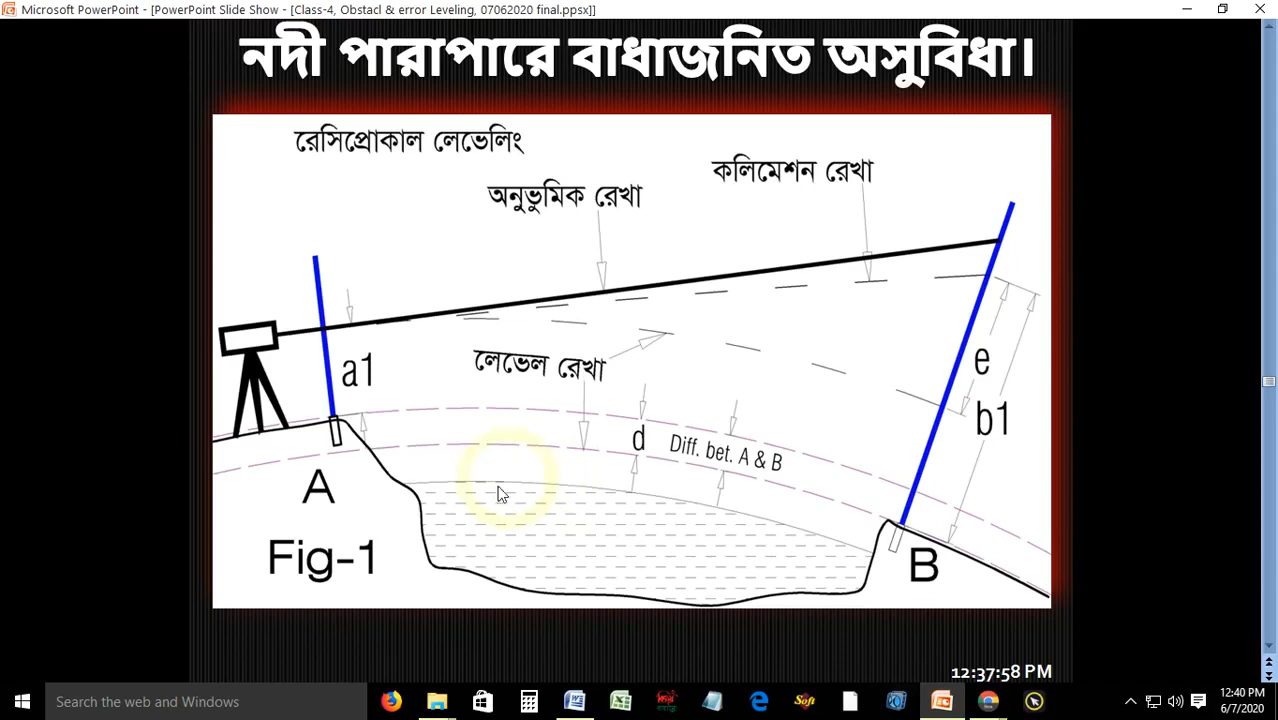 Microsoft PowerPoint - [PowerPoint Slide Show - [Class-4, Obstacl & error Leveling, 07062020 final.ppsx]]
নদী পারাপারে বাধাজনিত অসুবিধা।
রেসিপ্রোকাল লেভেলিং
কলিমেশন রেখা
অনুভুমিক রেখা
a1
লেভেল রেখা
e
b1
d
Diff. bet. A & B
A
B
Fig-1
12:37:58 PM
Search the web and Windows
Soft
12:40 PM
6/7/2020